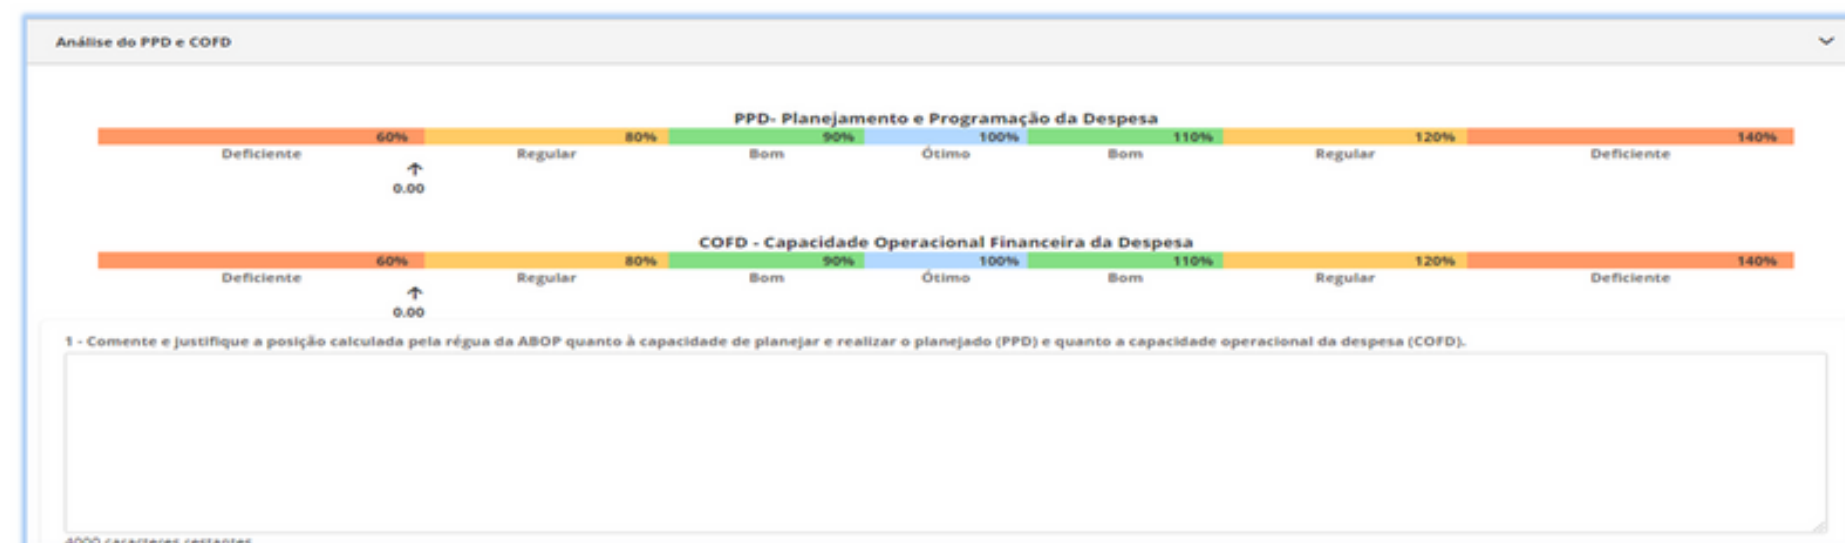 Análise do PPD e COFD
PPD- Planejamento e Programação da Despesa
60% 80% 90% 100% 110% 120% 140%
Deficiente Regular Bom Ótimo Bom Regular Deficiente
0.00
COFD - Capacidade Operacional Financeira da Despesa
60% 80% 90% 100% 110% 120% 140%
Deficiente Regular Bom Ótimo Bom Regular Deficiente
0.00
1 - Comente e justifique a posição calculada pela régua da ABOP quanto à capacidade de planejar e realizar o planejado (PPD) e quanto a capacidade operacional da despesa (COFD).
4000 caracteres restantes